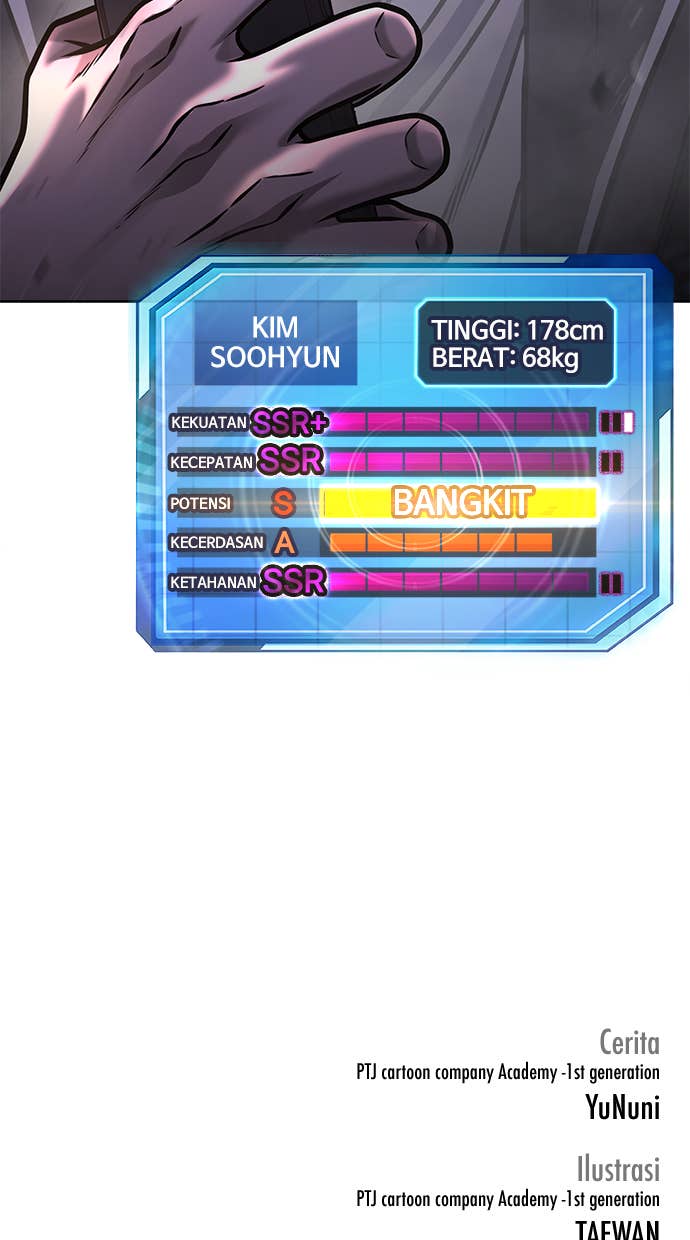 KIM
SOOHYUN
TINGGI: 178cm
BERAT: 68kg
KEKUATAN SSR+
KECEPATAN SSR
POTENSI S BANGKIT
KECERDASAN A
KETAHANAN SSR
Cerita
PTJ cartoon company Academy -1st generation
YuNuni
Ilustrasi
PTJ cartoon company Academy -1st generation
TAEWAN